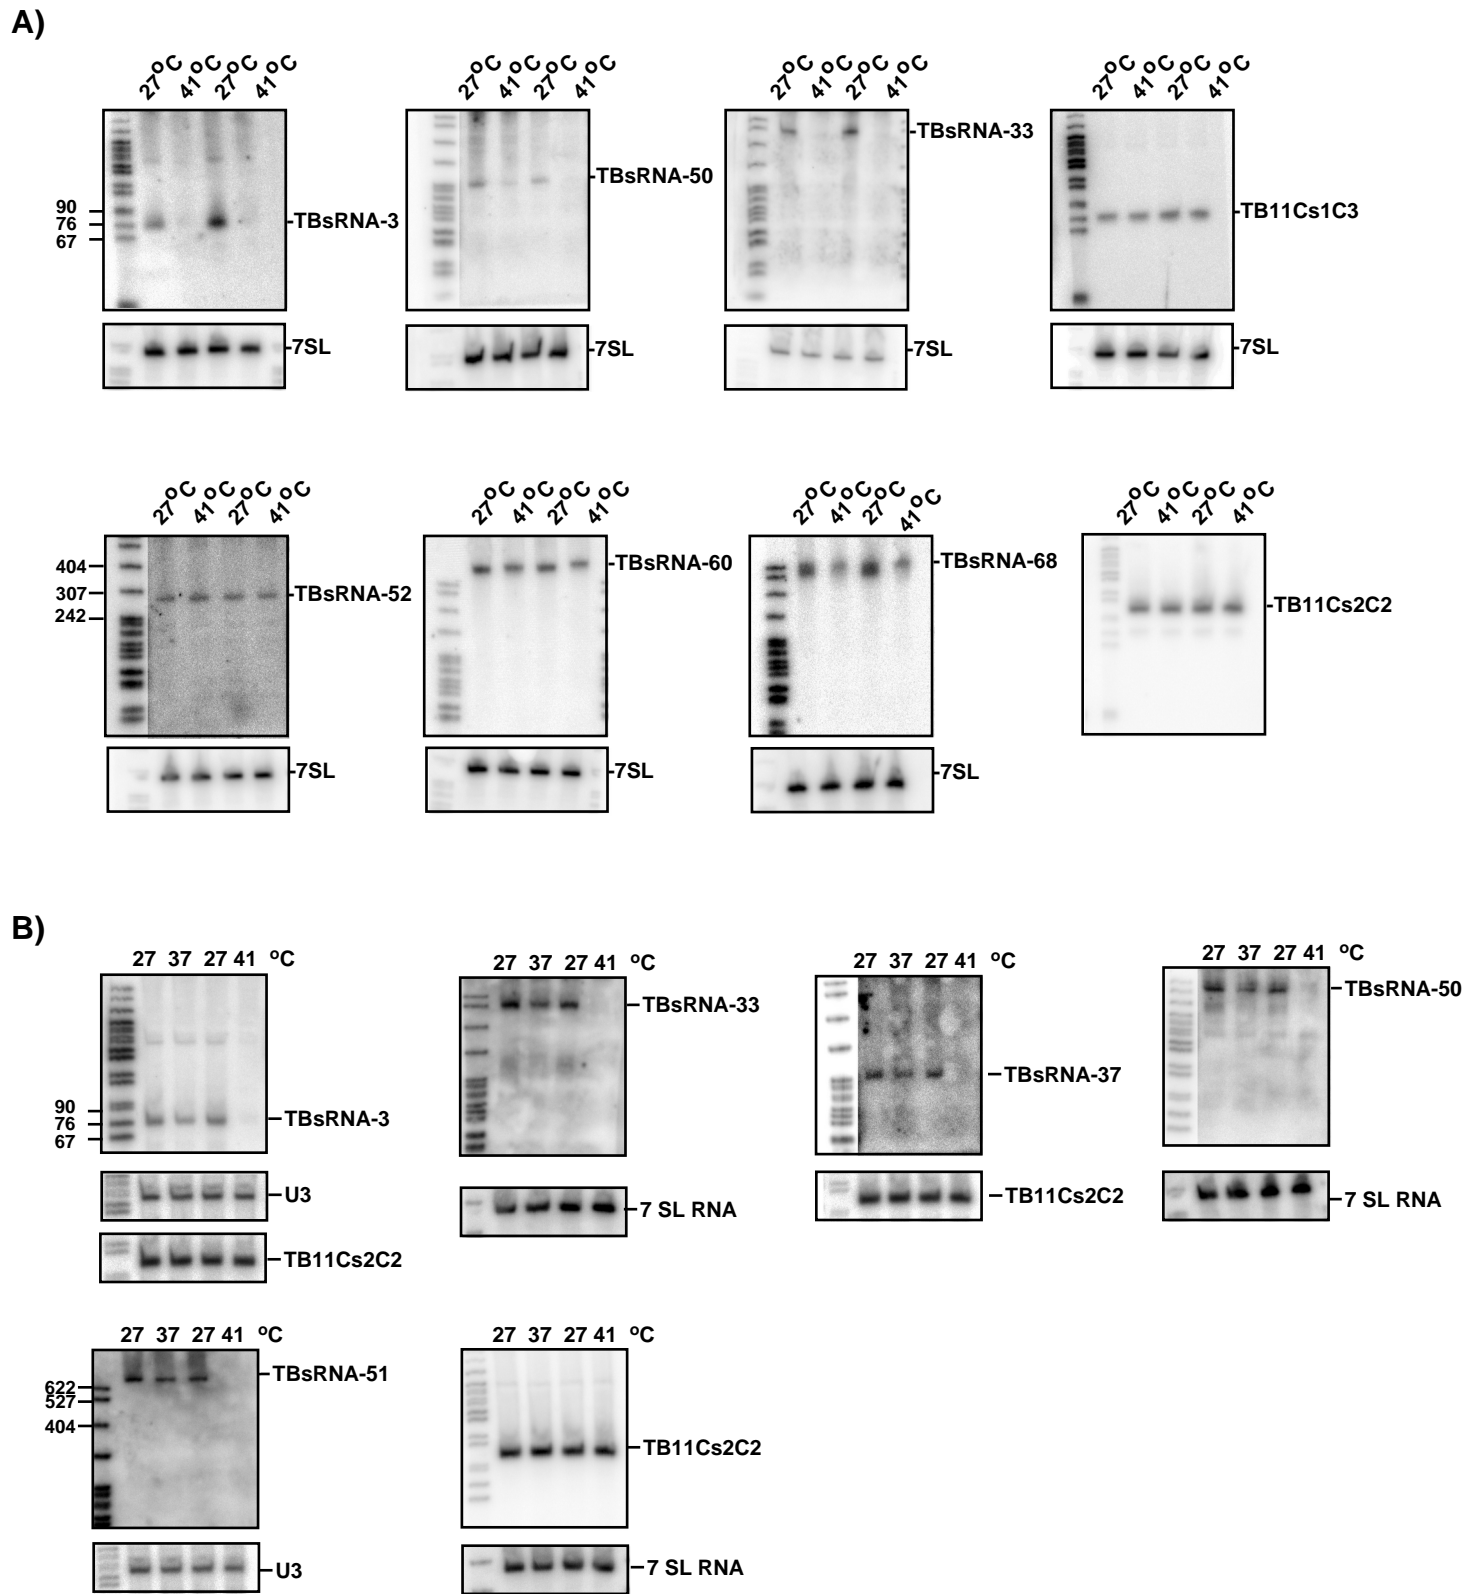 A)
27°C 41°C 27°C 41°C
27°C 41°C 27°C 41°C
27°C 41°C 27°C 41°C
27°C 41°C 27°C 41°C
90
76
67
TBsRNA-3
TBsRNA-50
TBsRNA-33
TB11Cs1C3
7SL
7SL
7SL
7SL
27°C 41°C 27°C 41°C
27°C 41°C 27°C 41°C
27°C 41°C 27°C 41°C
27°C 41°C 27°C 41°C
404
307
242
TBsRNA-52
TBsRNA-60
TBsRNA-68
TB11Cs2C2
7SL
7SL
7SL
B)
27 37 27 41 °C
27 37 27 41 °C
27 37 27 41 °C
27 37 27 41 °C
90
76
67
TBsRNA-3
TBsRNA-33
TBsRNA-37
TBsRNA-50
U3
7 SL RNA
TB11Cs2C2
7 SL RNA
TB11Cs2C2
27 37 27 41 °C
27 37 27 41 °C
622
527
404
TBsRNA-51
TB11Cs2C2
U3
7 SL RNA